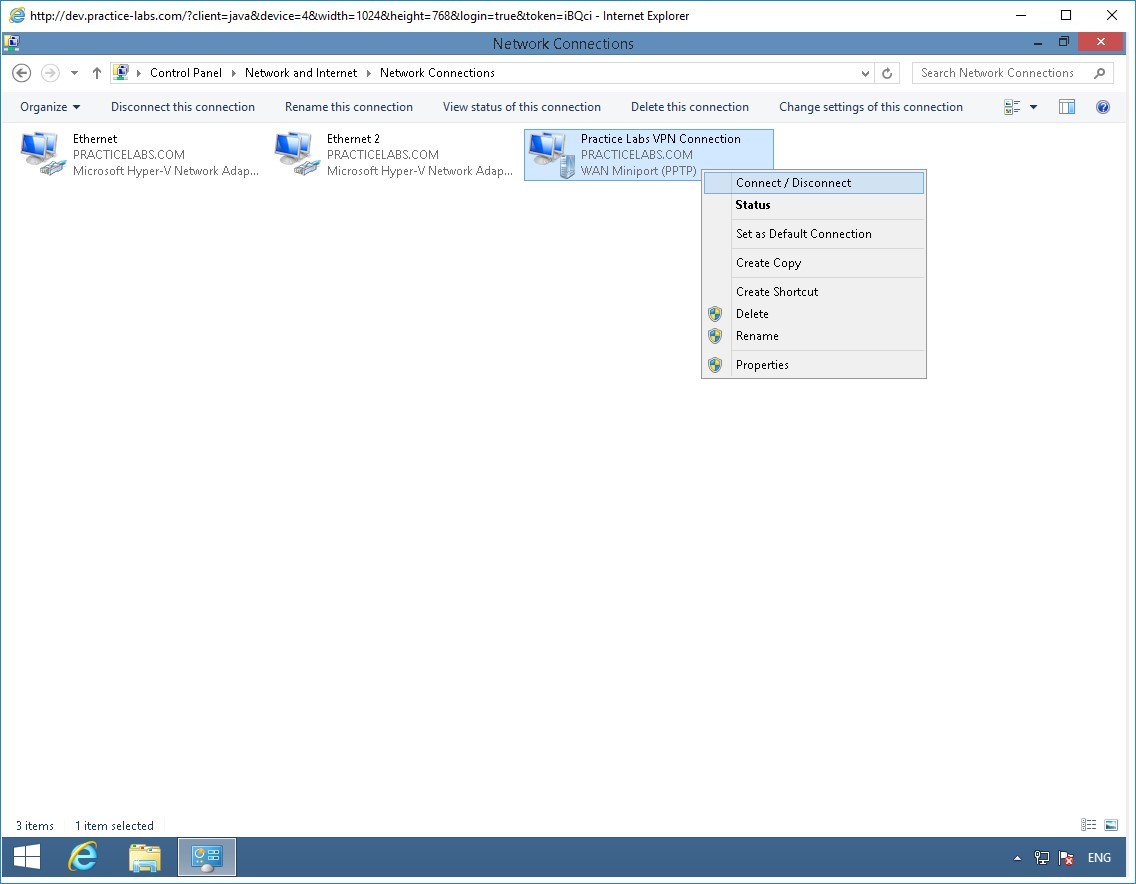 http://dev.practice-labs.com/?client=java&device=4&width=1024&height=768&login=true&token=iBQci - Internet Explorer
Network Connections
Control Panel Network and Internet Network Connections
Search Network Connections
Organize Disconnect this connection Rename this connection View status of this connection Delete this connection Change settings of this connection
Ethernet
PRACTICELABS.COM
Microsoft Hyper-V Network Adap...
Ethernet 2
PRACTICELABS.COM
Microsoft Hyper-V Network Adap...
Practice Labs VPN Connection
PRACTICELABS.COM
WAN Miniport (PPTP)
Connect / Disconnect
Status
Set as Default Connection
Create Copy
Create Shortcut
Delete
Rename
Properties
3 items 1 item selected
ENG